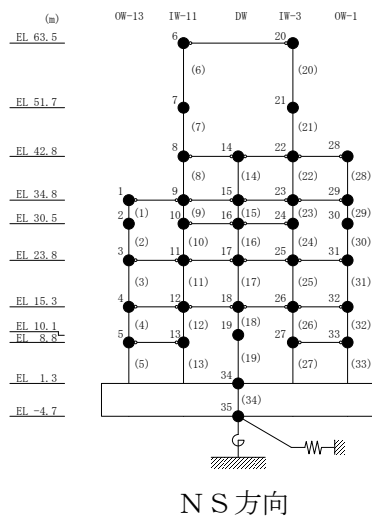 (m) OW-13 IW-11 DW IW-3 OW-1
EL 63.5 6 20
(6) (20)
EL 51.7 7 21
(7) (21)
EL 42.8 8 14 22 28
(8) (14) (22) (28)
EL 34.8 1 9 15 23 29
(1) (9) (15) (23) (29)
EL 30.5 2 10 16 24 30
(2) (10) (16) (24) (30)
EL 23.8 3 11 17 25 31
(3) (11) (17) (25) (31)
EL 15.3 4 12 18 26 32
(4) (12) (18) (26) (32)
EL 10.1 19
EL 8.8 5 13 27 33
(5) (13) (19) (27) (33)
EL 1.3 34
(34)
EL -4.7 35
NS方向